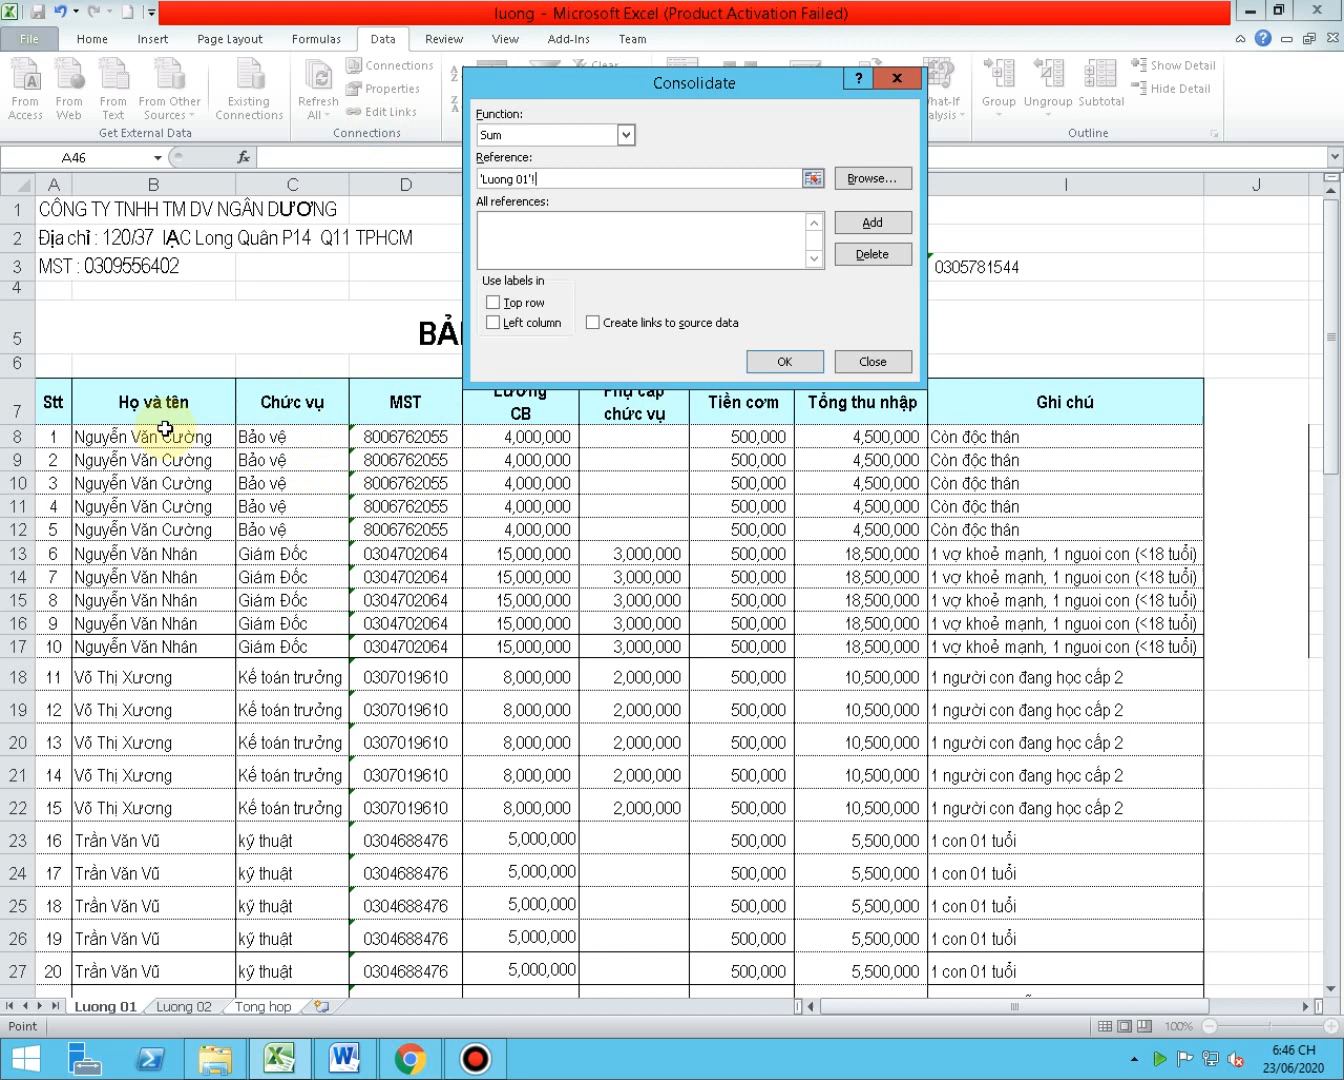 luong - Microsoft Excel (Product Activation Failed)
File Home Insert Page Layout Formulas Data Review View Add-Ins Team
From Access
From Web
From Text
From Other Sources
Existing Connections
Get External Data
Refresh All
Connections
Properties
Edit Links
Connections
Clear
Group
Ungroup
Subtotal
Show Detail
Hide Detail
Outline
Consolidate
Function:
Sum
Reference:
'Luong 01'!
Browse...
All references:
Add
Delete
Use labels in
Top row
Left column
Create links to source data
OK
Close
A46
fx
A B C D I J
1 CÔNG TY TNHH TM DV NGÂN DƯƠNG
2 Địa chỉ : 120/37 LẠC Long Quân P14 Q11 TPHCM
3 MST : 0309556402 0305781544
4
5
6
7 Stt Họ và tên Chức vụ MST Lương CB Phụ cấp chức vụ Tiền cơm Tổng thu nhập Ghi chú
8 1 Nguyễn Văn Cường Bảo vệ 8006762055 4,000,000 500,000 4,500,000 Còn độc thân
9 2 Nguyễn Văn Cường Bảo vệ 8006762055 4,000,000 500,000 4,500,000 Còn độc thân
10 3 Nguyễn Văn Cường Bảo vệ 8006762055 4,000,000 500,000 4,500,000 Còn độc thân
11 4 Nguyễn Văn Cường Bảo vệ 8006762055 4,000,000 500,000 4,500,000 Còn độc thân
12 5 Nguyễn Văn Cường Bảo vệ 8006762055 4,000,000 500,000 4,500,000 Còn độc thân
13 6 Nguyễn Văn Nhân Giám Đốc 0304702064 15,000,000 3,000,000 500,000 18,500,000 1 vợ khoẻ mạnh, 1 nguoi con (<18 tuổi)
14 7 Nguyễn Văn Nhân Giám Đốc 0304702064 15,000,000 3,000,000 500,000 18,500,000 1 vợ khoẻ mạnh, 1 nguoi con (<18 tuổi)
15 8 Nguyễn Văn Nhân Giám Đốc 0304702064 15,000,000 3,000,000 500,000 18,500,000 1 vợ khoẻ mạnh, 1 nguoi con (<18 tuổi)
16 9 Nguyễn Văn Nhân Giám Đốc 0304702064 15,000,000 3,000,000 500,000 18,500,000 1 vợ khoẻ mạnh, 1 nguoi con (<18 tuổi)
17 10 Nguyễn Văn Nhân Giám Đốc 0304702064 15,000,000 3,000,000 500,000 18,500,000 1 vợ khoẻ mạnh, 1 nguoi con (<18 tuổi)
18 11 Võ Thị Xương Kế toán trưởng 0307019610 8,000,000 2,000,000 500,000 10,500,000 1 người con đang học cấp 2
19 12 Võ Thị Xương Kế toán trưởng 0307019610 8,000,000 2,000,000 500,000 10,500,000 1 người con đang học cấp 2
20 13 Võ Thị Xương Kế toán trưởng 0307019610 8,000,000 2,000,000 500,000 10,500,000 1 người con đang học cấp 2
21 14 Võ Thị Xương Kế toán trưởng 0307019610 8,000,000 2,000,000 500,000 10,500,000 1 người con đang học cấp 2
22 15 Võ Thị Xương Kế toán trưởng 0307019610 8,000,000 2,000,000 500,000 10,500,000 1 người con đang học cấp 2
23 16 Trần Văn Vũ kỹ thuật 0304688476 5,000,000 500,000 5,500,000 1 con 01 tuổi
24 17 Trần Văn Vũ kỹ thuật 0304688476 5,000,000 500,000 5,500,000 1 con 01 tuổi
25 18 Trần Văn Vũ kỹ thuật 0304688476 5,000,000 500,000 5,500,000 1 con 01 tuổi
26 19 Trần Văn Vũ kỹ thuật 0304688476 5,000,000 500,000 5,500,000 1 con 01 tuổi
27 20 Trần Văn Vũ kỹ thuật 0304688476 5,000,000 500,000 5,500,000 1 con 01 tuổi
Luong 01 Luong 02 Tong hop
Point 100%
6:46 CH
23/06/2020